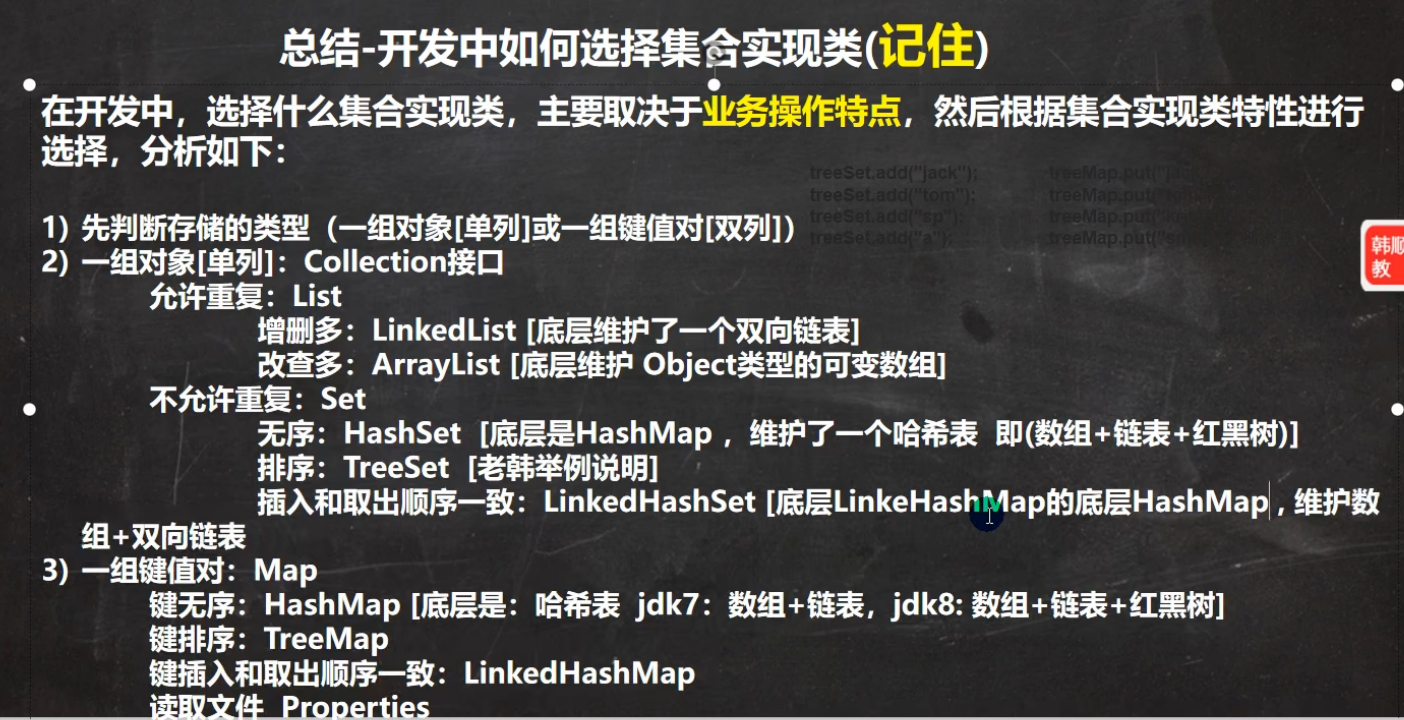 总结-开发中如何选择集合实现类(记住)
在开发中，选择什么集合实现类，主要取决于业务操作特点，然后根据集合实现类特性进行
选择，分析如下：
treeSet.add("jack");
treeSet.add("tom");
treeSet.add("sp");
treeSet.add("a");
treeMap.put("
treeMap.put("
treeMap.put("
treeMap.put("
1) 先判断存储的类型（一组对象[单列]或一组键值对[双列]）
2) 一组对象[单列]：Collection接口
允许重复：List
增删多：LinkedList [底层维护了一个双向链表]
改查多：ArrayList [底层维护 Object类型的可变数组]
不允许重复：Set
无序：HashSet [底层是HashMap ，维护了一个哈希表 即(数组+链表+红黑树)]
排序：TreeSet [老韩举例说明]
插入和取出顺序一致：LinkedHashSet [底层LinkeHashMap的底层HashMap , 维护数
组+双向链表
3) 一组键值对：Map
键无序：HashMap [底层是：哈希表 jdk7：数组+链表，jdk8: 数组+链表+红黑树]
键排序：TreeMap
键插入和取出顺序一致：LinkedHashMap
读取文件 Properties
韩顺
教